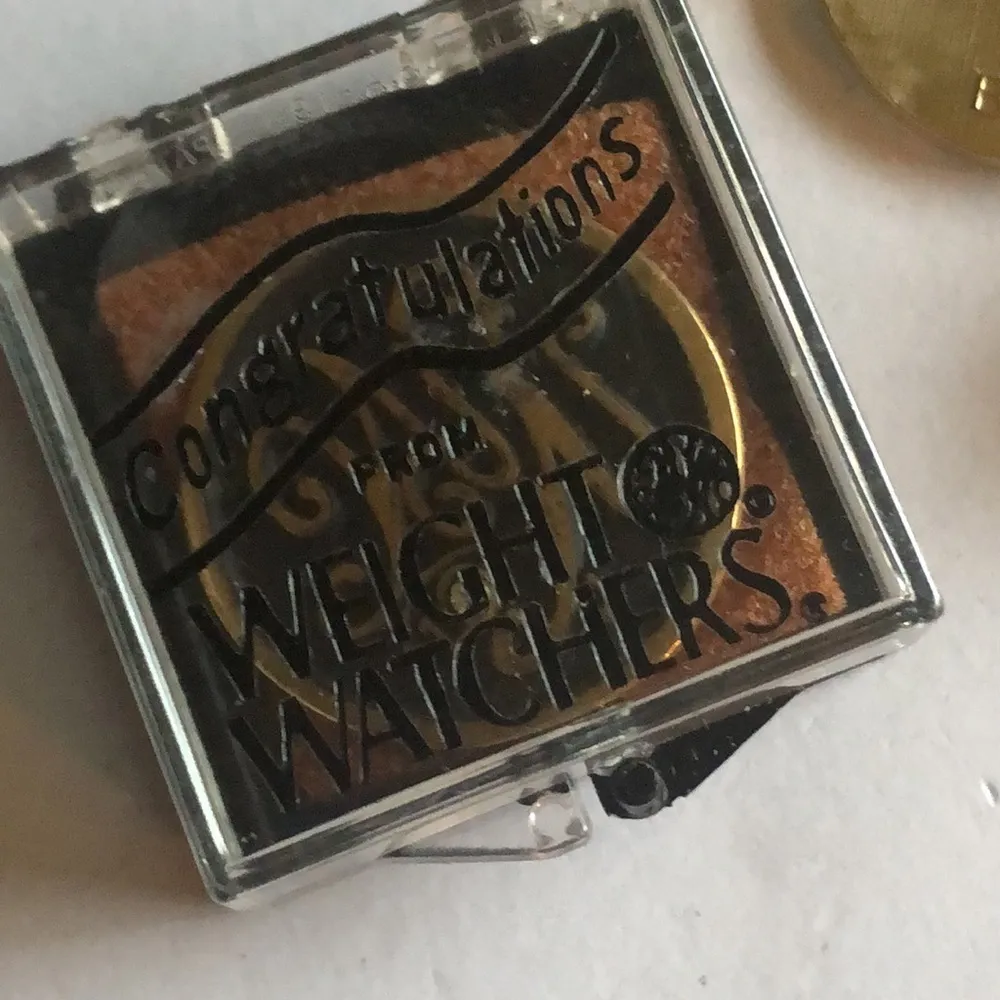 Congratulations
FROM
WEIGHT ®
WATCHERS®